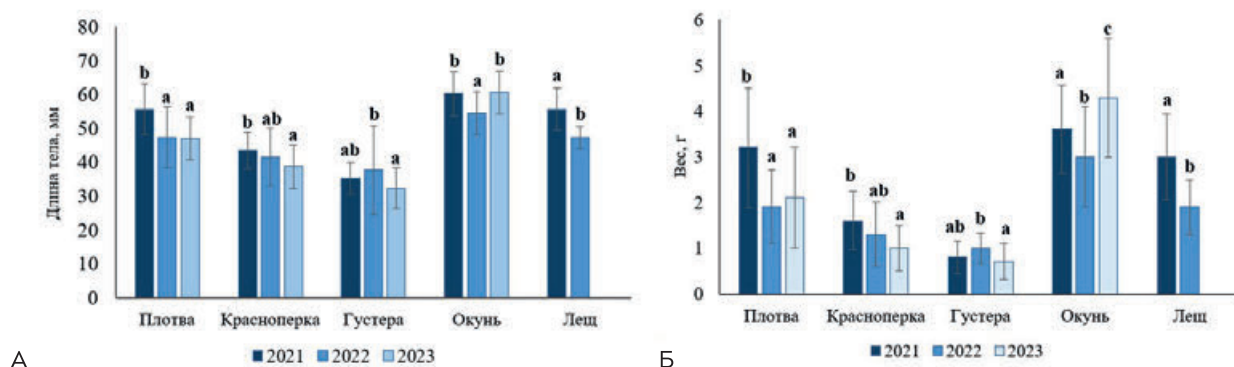 80
70
60
50
40
30
20
10
0
Длина тела, мм
b a a
b ab a
ab b a
b a b
a b
Плотва Красноперка Густера Окунь Лещ
2021 2022 2023
А
6
5
4
3
2
1
0
Вес, г
b a a
b ab a
ab b a
a b c
a b
Плотва Красноперка Густера Окунь Лещ
2021 2022 2023
Б